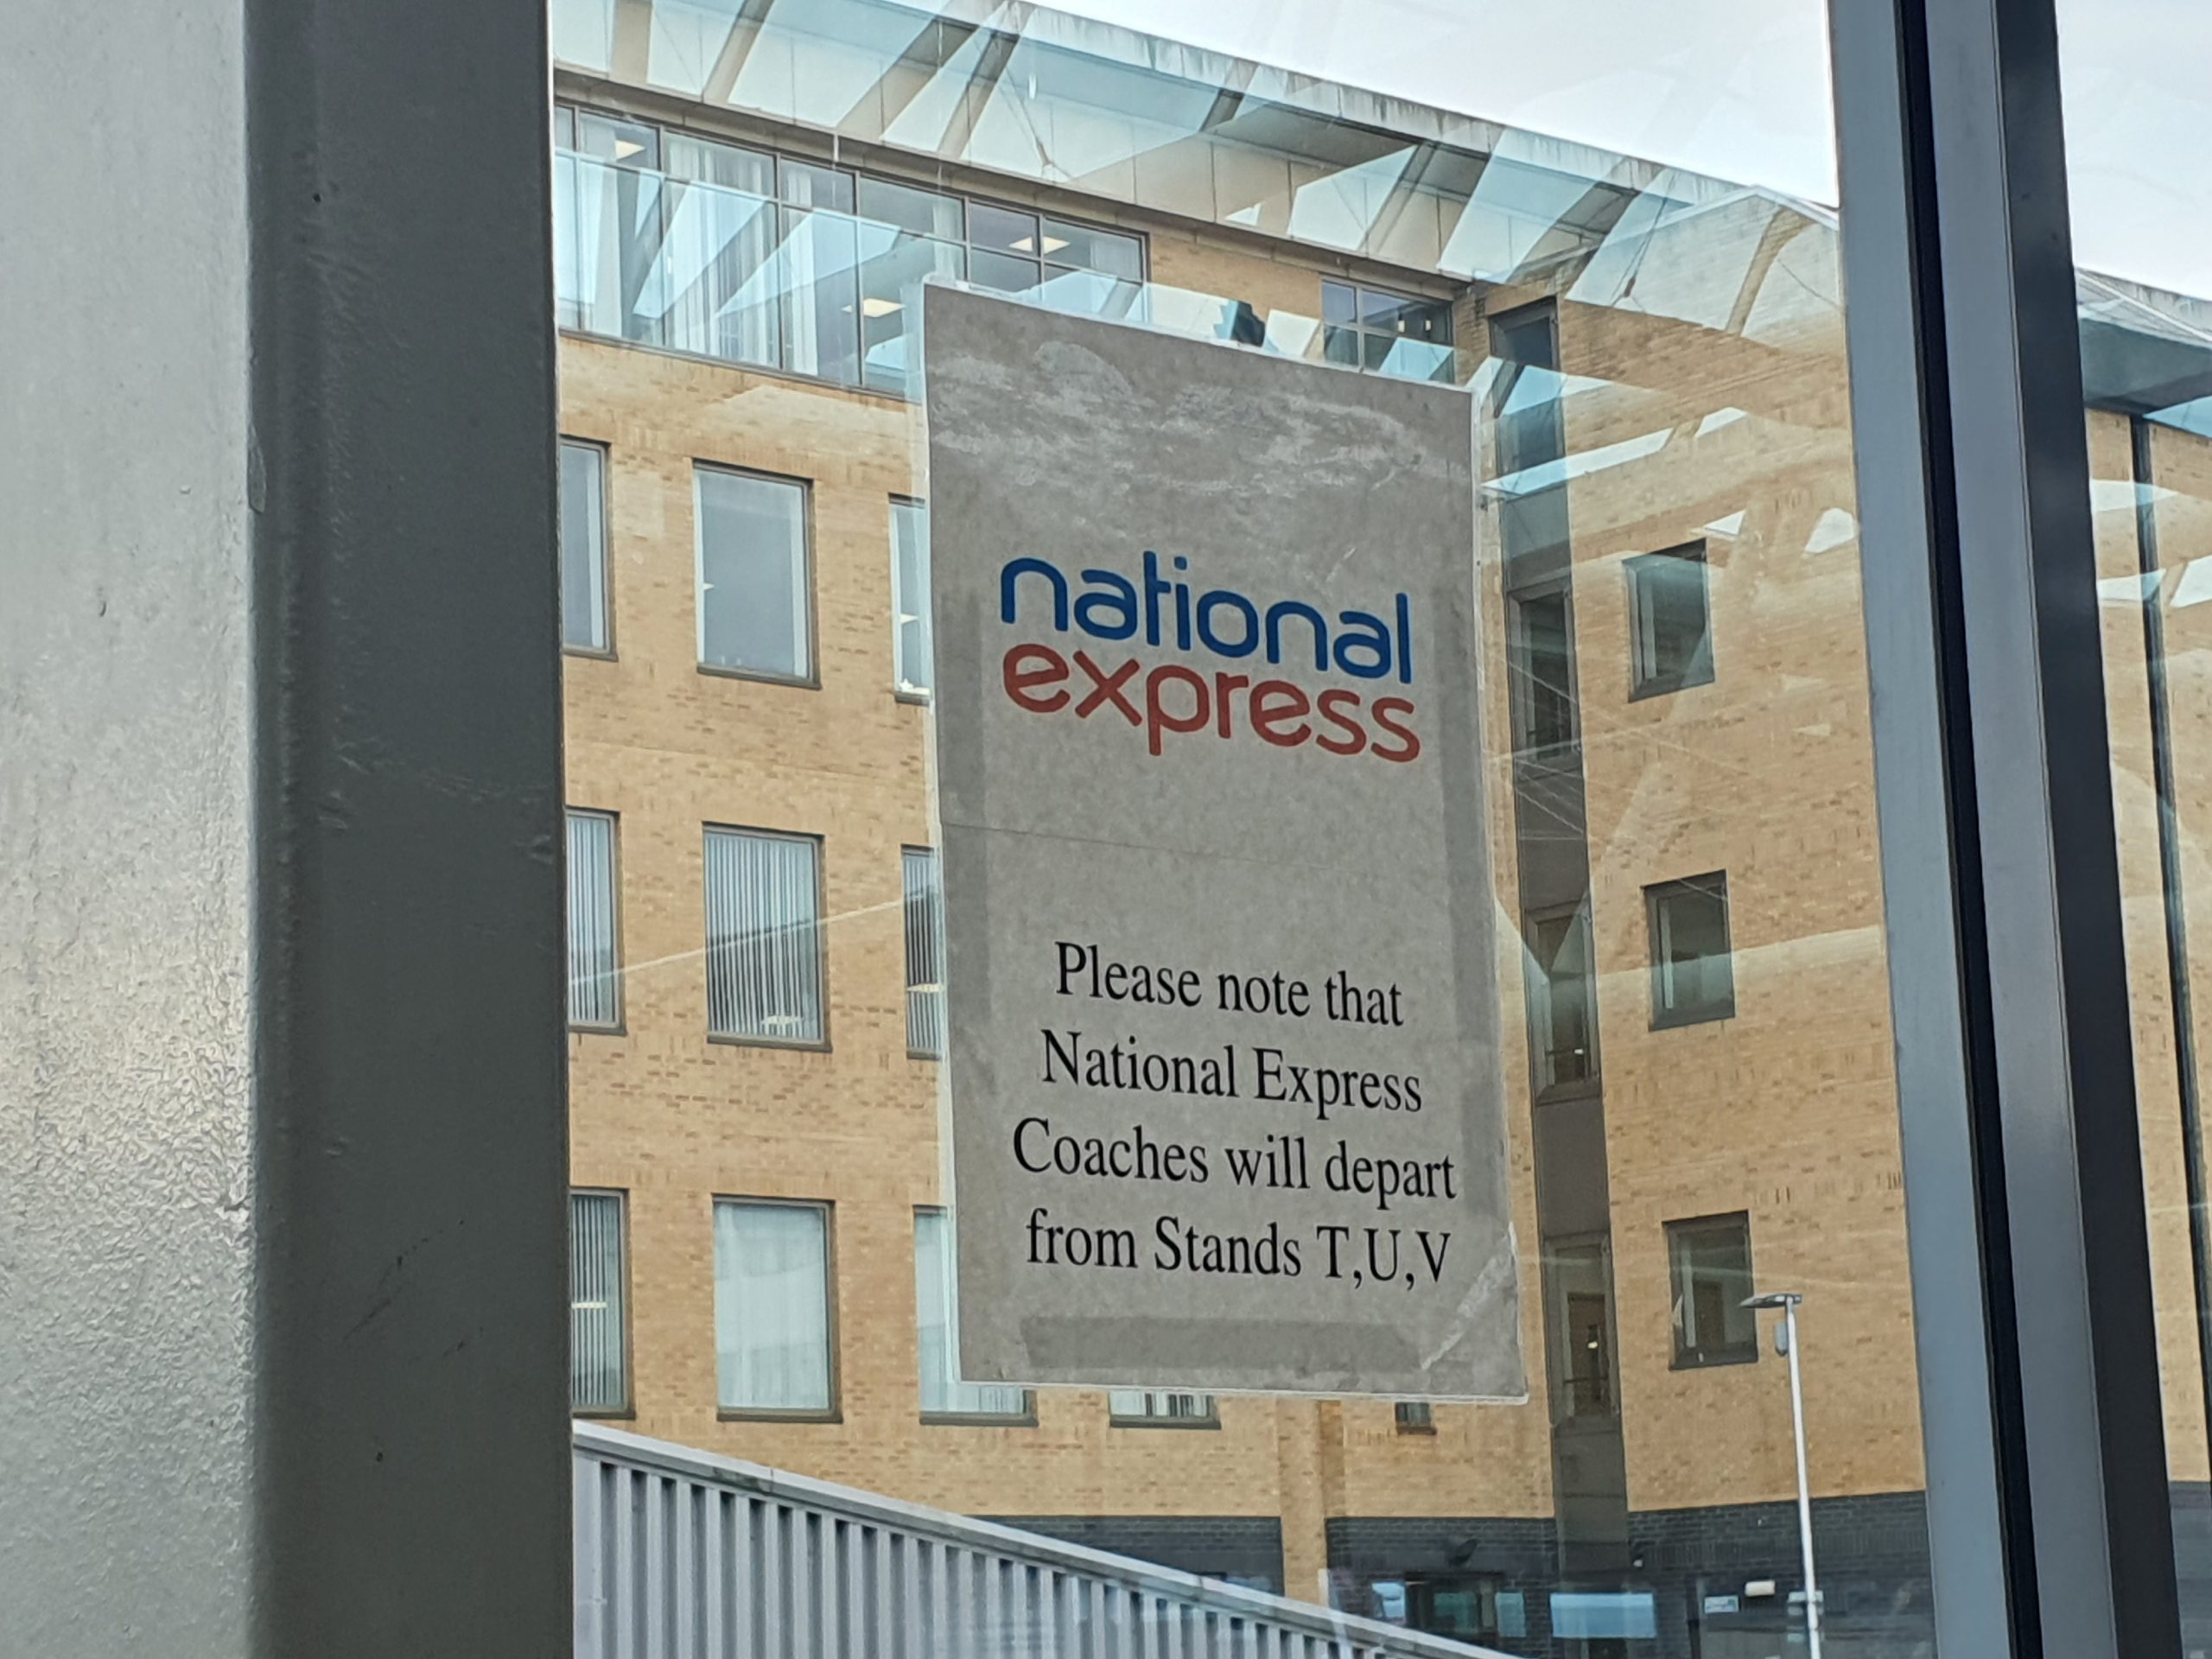 national
express
Please note that
National Express
Coaches will depart
from Stands T,U,V